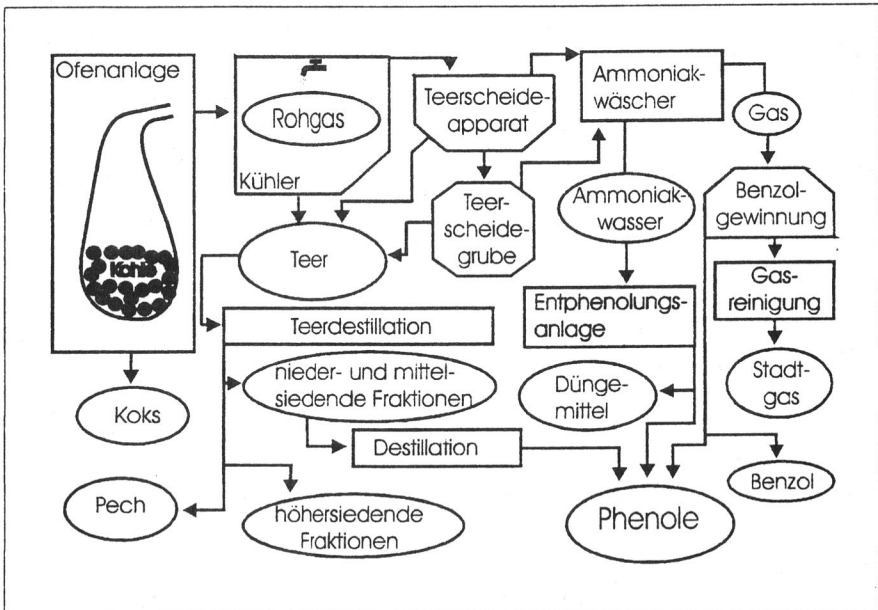 Ofenanlage
Kohle
Rohgas
Kühler
Teerscheide-
apparat
Ammoniak-
wäscher
Gas
Teer-
scheide-
grube
Ammoniak-
wasser
Benzol-
gewinnung
Teer
Gas-
reinigung
Entphenolungs-
anlage
Teerdestillation
nieder- und mittel-
siedende Fraktionen
Dünge-
mittel
Stadt-
gas
Koks
Destillation
Benzol
Pech
höhersiedende
Fraktionen
Phenole